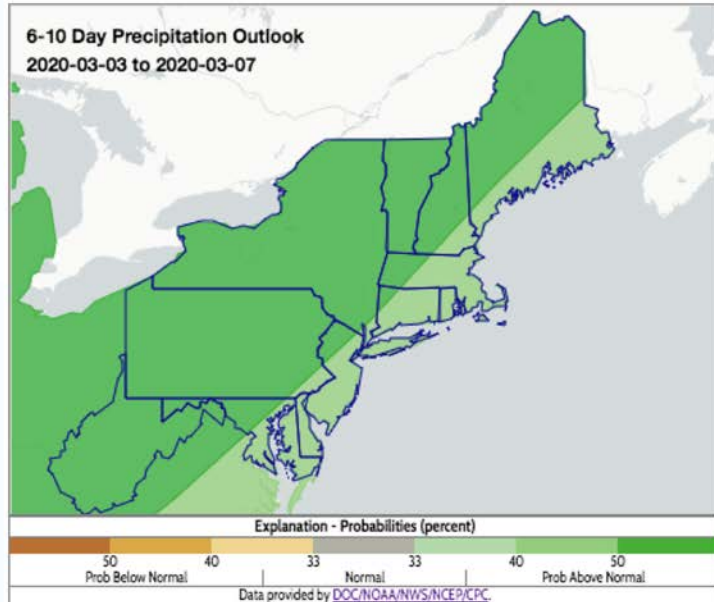 6-10 Day Precipitation Outlook
2020-03-03 to 2020-03-07
Explanation - Probabilities (percent)
50 40 33 33 40 50
Prob Below Normal | Normal | Prob Above Normal
Data provided by DOC/NOAA/NWS/NCEP/CPC.